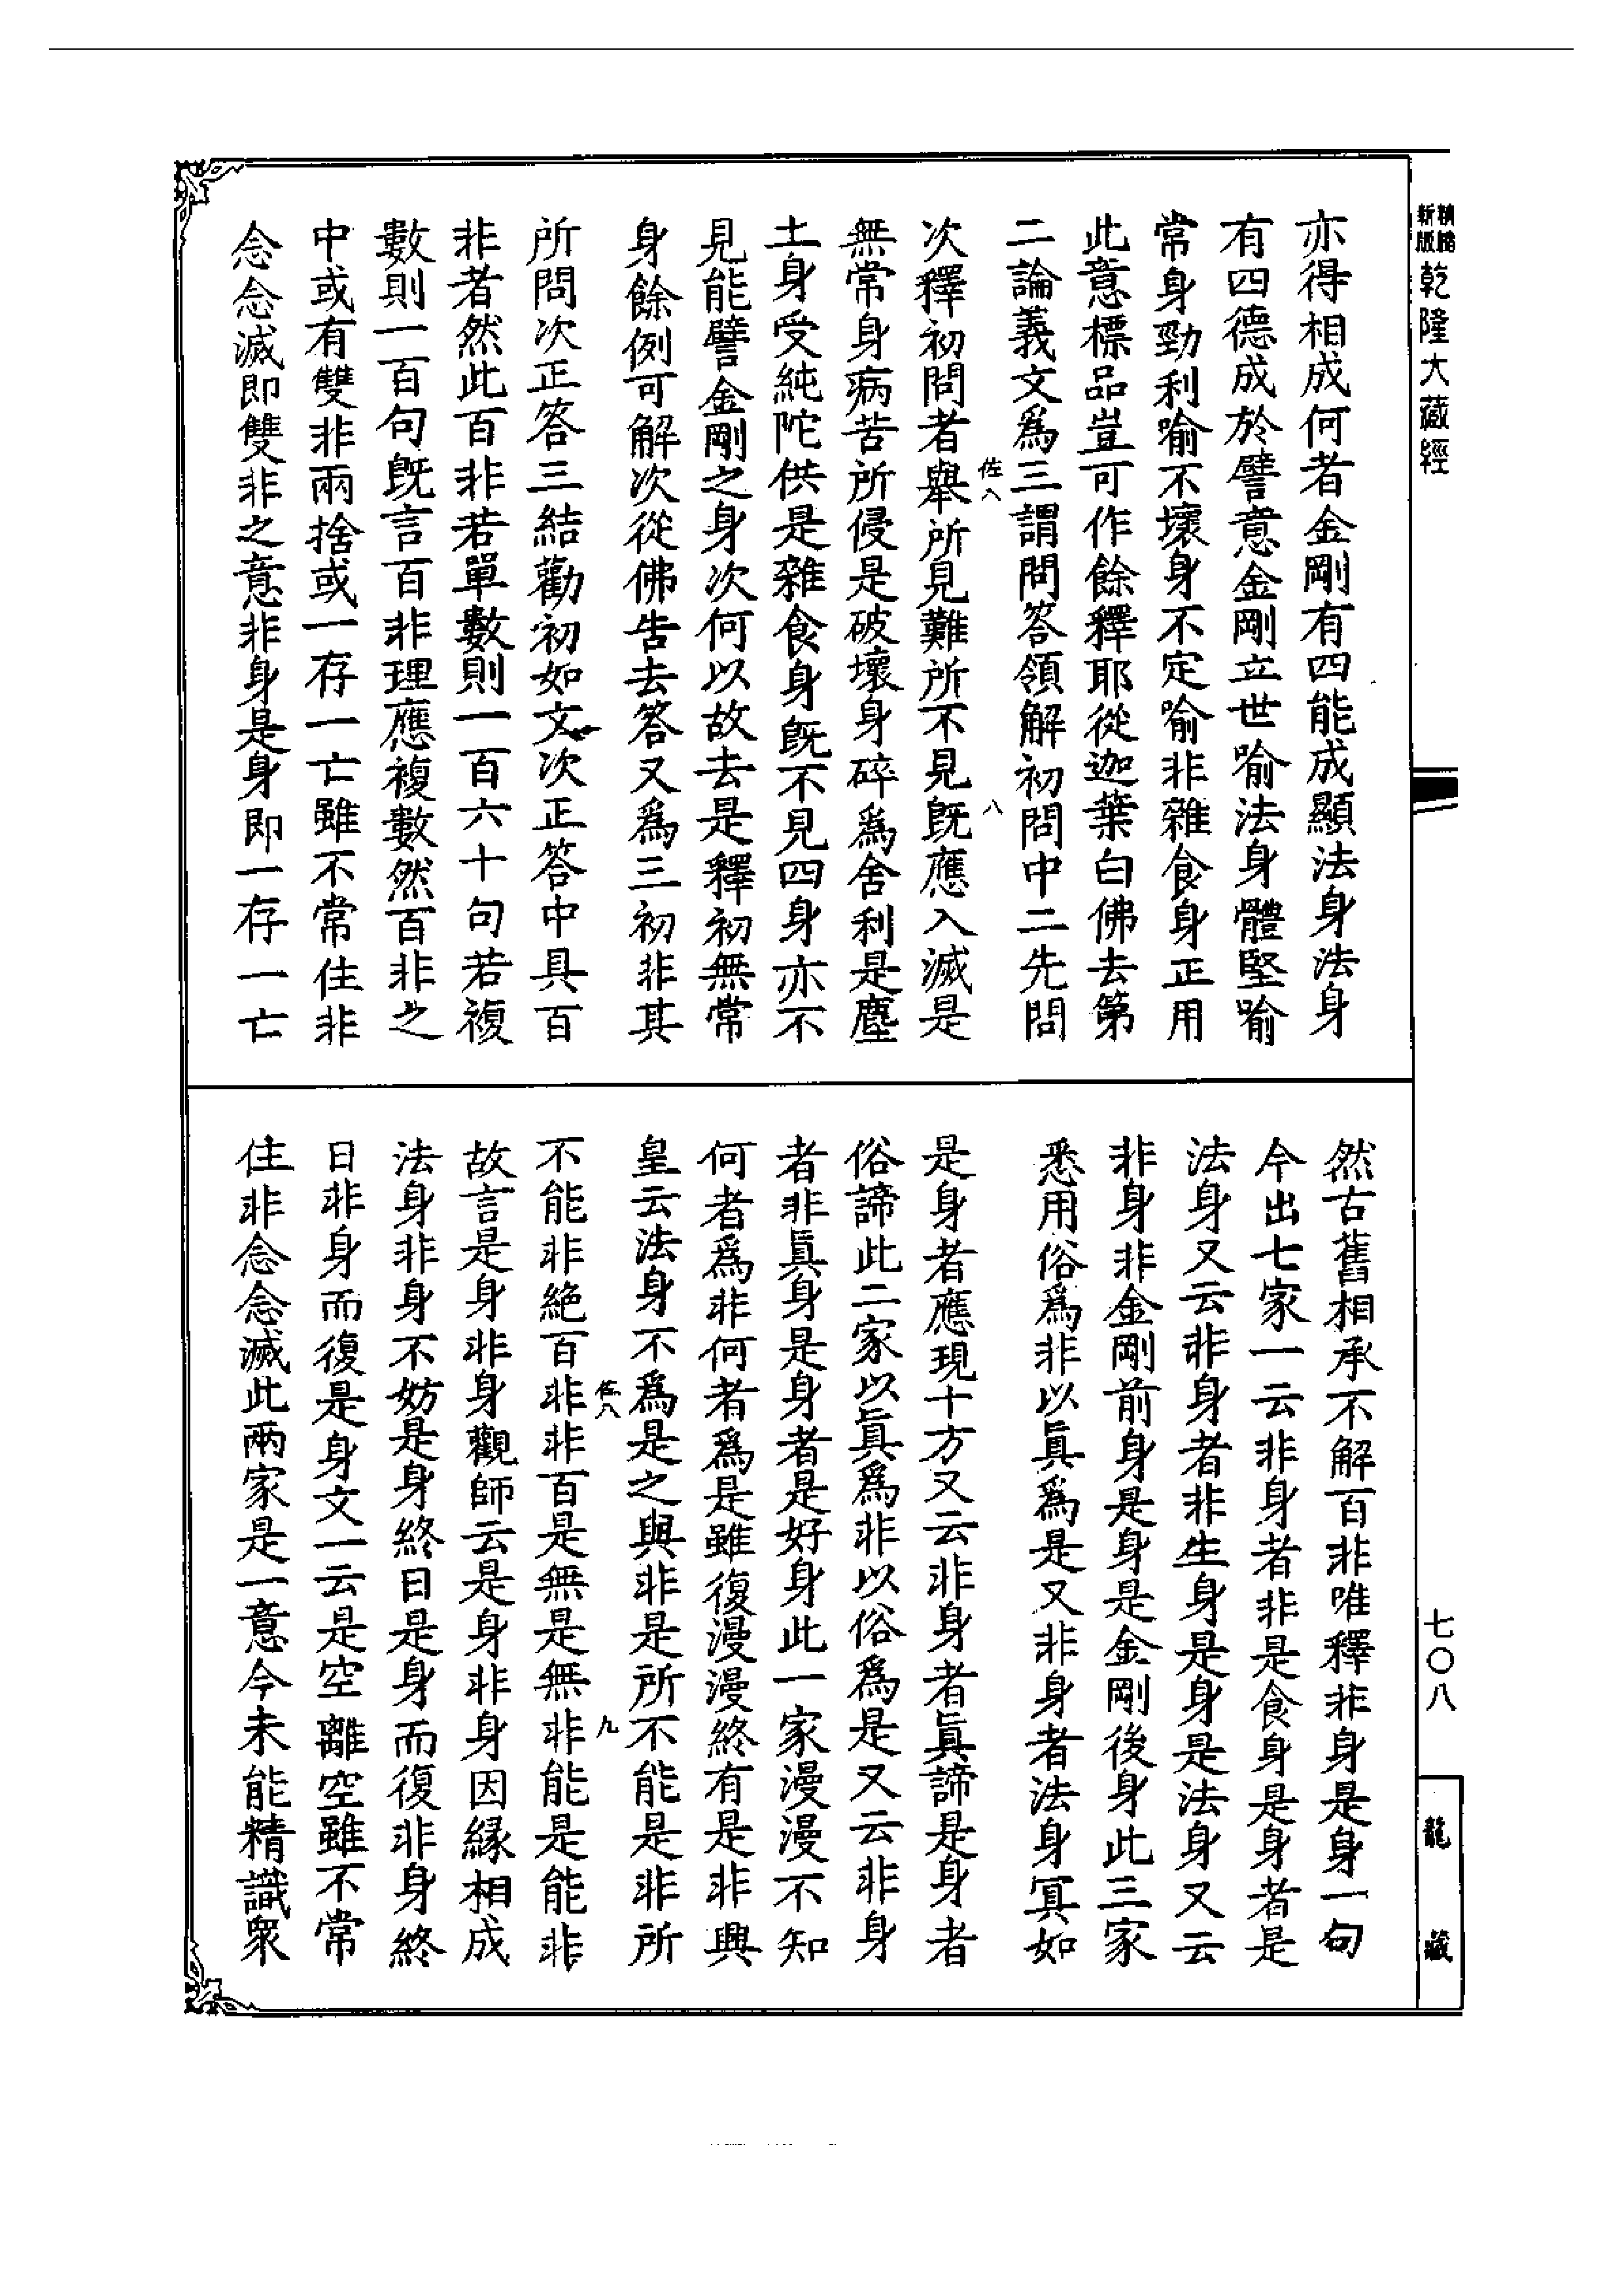 精縮
新版
乾隆大藏經
亦得相成何者金剛有四能成顯法身法身
有四德成於譬意金剛立世喻法身體堅喻
常身勁利喻不壞身不定喻非雜食身正用
此意標品豈可作餘釋耶從迦葉白佛去第
二論義文爲三謂問答領解初問中二先問
佐八
八
次釋初問者舉所見難所不見旣應入滅是
無常身病苦所侵是破壞身碎爲舍利是塵
土身受純陀供是雜食身旣不見四身亦不
見能譬金剛之身次何以故去是釋初無常
身餘例可解次從佛告去答又爲三初非其
所問次正答三結勸初如文次正答中具百
非者然此百非若單數則一百六十句若複
數則一百句旣言百非理應複數然百非之
中或有雙非兩捨或一存一亡雖不常住非
念念滅即雙非之意非身是身即一存一亡
然古舊相承不解百非唯釋非身是身一句
今出七家一云非身者非是食身是身者是
法身又云非身者非生身是身是法身又云
非身非金剛前身是身是金剛後身此三家
悉用俗爲非以眞爲是又非身者法身冥如
是身者應現十方又云非身者眞諦是身者
俗諦此二家以眞爲非以俗爲是又云非身
者非眞身是身者是好身此一家漫漫不知
何者爲非何者爲是雖復漫漫終有是非興
皇云法身不爲是之與非是所不能是非所
佐八
九
不能非絶百非非百是無是無非能是能非
故言是身非身觀師云是身非身因緣相成
法身非身不妨是身終日是身而復非身終
日非身而復是身文一云是空離空雖不常
住非念念滅此兩家是一意今未能精識衆
七〇八
龍藏